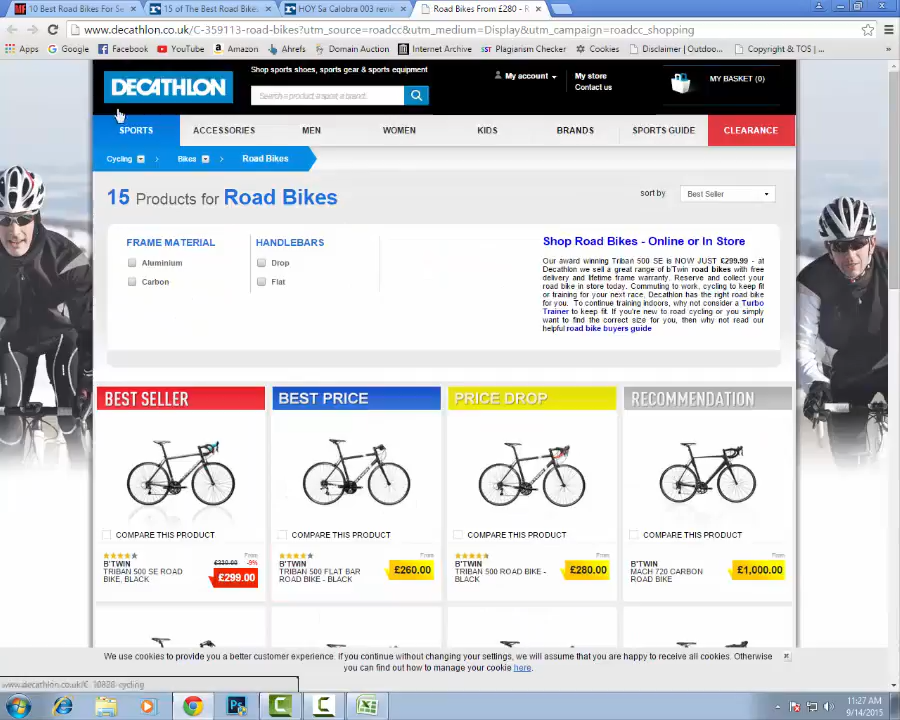 10 Best Road Bikes For Se
15 of The Best Road Bike
HOY Sa Calobra 003 revie
Road Bikes From £280 - R
www.decathlon.co.uk/C-359113-road-bikes?utm_source=roadcc&utm_medium=Display&utm_campaign=roadcc_shopping
Apps Google Facebook YouTube Amazon Ahrefs Domain Auction Internet Archive Plagiarism Checker Cookies Disclaimer | Outdoo... Copyright & TOS | ...
DECATHLON
Shop sports shoes, sports gear & sports equipment
My account
My store
Contact us
MY BASKET (0)
SPORTS ACCESSORIES MEN WOMEN KIDS BRANDS SPORTS GUIDE CLEARANCE
Cycling Bikes Road Bikes
15 Products for Road Bikes
sort by Best Seller
FRAME MATERIAL
Aluminium
Carbon
HANDLEBARS
Drop
Flat
Shop Road Bikes - Online or In Store
Our award winning Triban 500 SE is NOW JUST £299.99 - at
Decathlon we sell a great range of b'Twin road bikes with free
delivery and lifetime frame warranty. Reserve and collect your
road bike in store today. Commuting to work, cycling to keep fit
or training for your next race, Decathlon has the right road bike
for you. To continue training indoors, why not consider a Turbo
Trainer to keep fit. If you're new to road cycling or you simply
want to find the correct size for you, then why not read our
helpful road bike buyers guide
BEST SELLER
BEST PRICE
PRICE DROP
RECOMMENDATION
COMPARE THIS PRODUCT
COMPARE THIS PRODUCT
COMPARE THIS PRODUCT
COMPARE THIS PRODUCT
From
£330.00 -9%
B'TWIN
TRIBAN 500 SE ROAD
BIKE, BLACK
£299.00
From
B'TWIN
TRIBAN 500 FLAT BAR
ROAD BIKE - BLACK
£260.00
From
B'TWIN
TRIBAN 500 ROAD BIKE -
BLACK
£280.00
From
B'TWIN
MACH 720 CARBON
ROAD BIKE
£1,000.00
We use cookies to provide you a better customer experience. If you continue without changing your settings, we will assume that you are happy to receive all cookies. Otherwise
you can find out how to manage your cookie here.
11:27 AM
9/14/2015